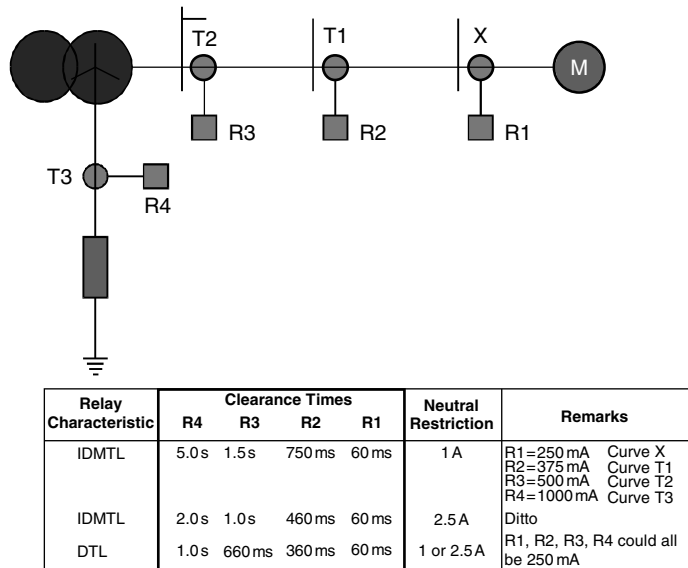 T2 T1 X
M
R3 R2 R1
T3
R4
Relay Characteristic Clearance Times Neutral Restriction Remarks
R4 R3 R2 R1
IDMTL 5.0 s 1.5 s 750 ms 60 ms 1 A R1=250 mA Curve X
R2=375 mA Curve T1
R3=500 mA Curve T2
R4=1000 mA Curve T3
IDMTL 2.0 s 1.0 s 460 ms 60 ms 2.5 A Ditto
DTL 1.0 s 660 ms 360 ms 60 ms 1 or 2.5 A R1, R2, R3, R4 could all
be 250 mA